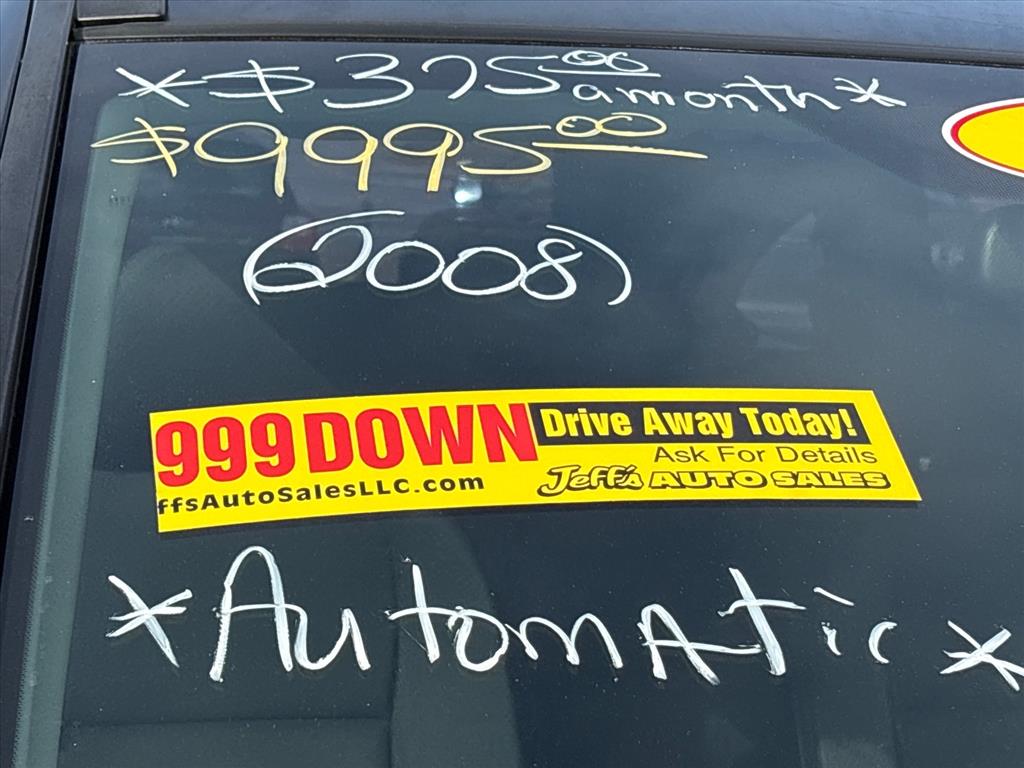 *$375.00 a month*
$9995.00
(2008)
999 DOWN Drive Away Today!
Ask For Details
ffsAutoSalesLLC.com Jeff's AUTO SALES
*Automatic*